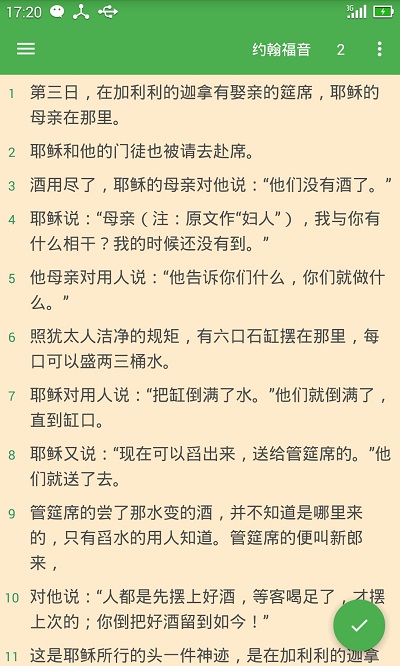 17:20
3G
约翰福音 2
1 第三日，在加利利的迦拿有娶亲的筵席，耶稣的
母亲在那里。
2 耶稣和他的门徒也被请去赴席。
3 酒用尽了，耶稣的母亲对他说：“他们没有酒了。”
4 耶稣说：“母亲（注：原文作“妇人”），我与你有
什么相干？我的时候还没有到。”
5 他母亲对用人说：“他告诉你们什么，你们就做什
么。”
6 照犹太人洁净的规矩，有六口石缸摆在那里，每
口可以盛两三桶水。
7 耶稣对用人说：“把缸倒满了水。”他们就倒满了，
直到缸口。
8 耶稣又说：“现在可以舀出来，送给管筵席的。”他
们就送了去。
9 管筵席的尝了那水变的酒，并不知道是哪里来
的，只有舀水的用人知道。管筵席的便叫新郎
来，
10 对他说：“人都是先摆上好酒，等客喝足了，才摆
上次的；你倒把好酒留到如今！”
11 这是耶稣所行的头一件神迹，是在加利利的迦拿